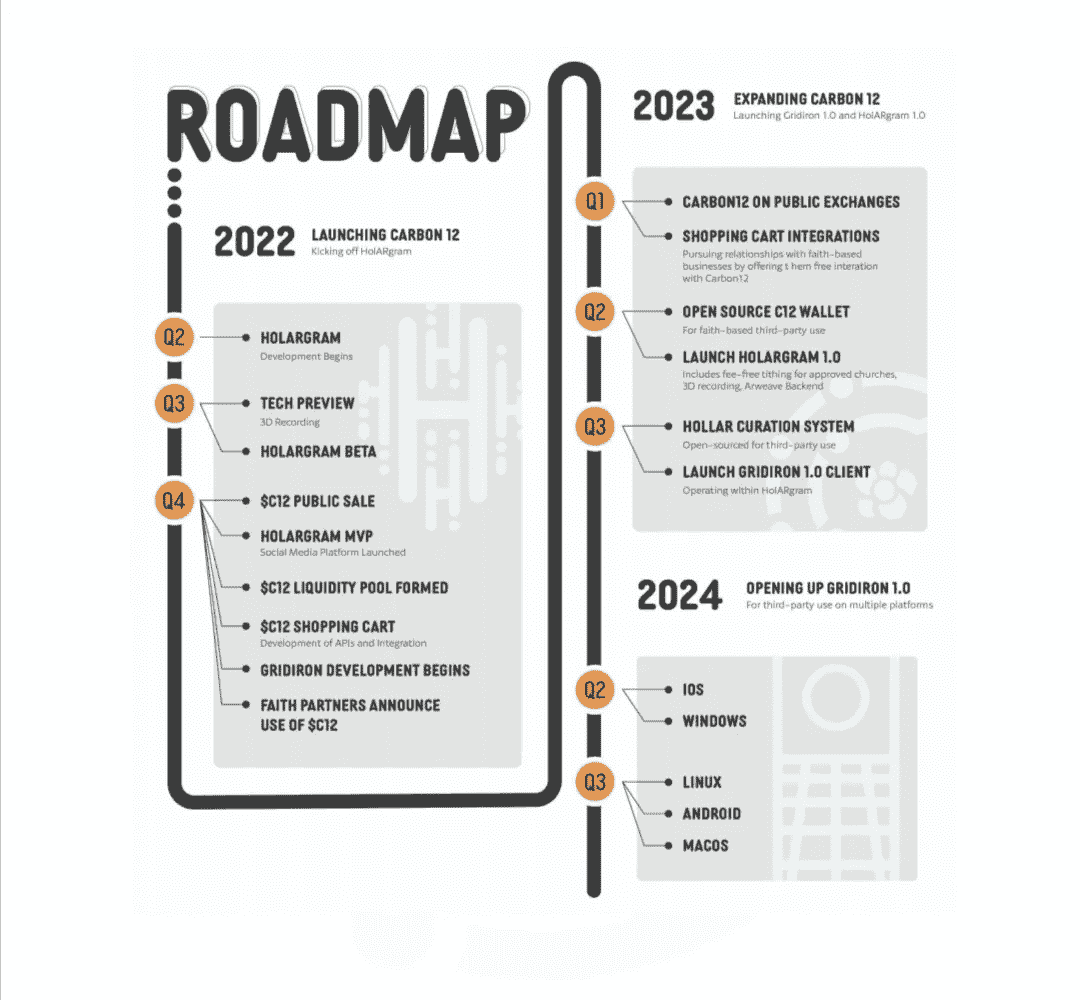 ROADMAP
2022
LAUNCHING CARBON 12
Kicking off HolARgram
Q2
HOLARGRAM
Development Begins
Q3
TECH PREVIEW
3D Recording
HOLARGRAM BETA
Q4
$C12 PUBLIC SALE
HOLARGRAM MVP
Social Media Platform Launched
$C12 LIQUIDITY POOL FORMED
$C12 SHOPPING CART
Development of APIs and Integration
GRIDIRON DEVELOPMENT BEGINS
FAITH PARTNERS ANNOUNCE
USE OF $C12
2023
EXPANDING CARBON 12
Launching Gridiron 1.0 and HolARgram 1.0
Q1
CARBON12 ON PUBLIC EXCHANGES
SHOPPING CART INTEGRATIONS
Pursuing relationships with faith-based
businesses by offering t hem free interation
with Carbon12
Q2
OPEN SOURCE C12 WALLET
For faith-based third-party use
LAUNCH HOLARGRAM 1.0
Includes fee-free tithing for approved churches,
3D recording, Arweave Backend
Q3
HOLLAR CURATION SYSTEM
Open-sourced for third-party use
LAUNCH GRIDIRON 1.0 CLIENT
Operating within HolARgram
2024
OPENING UP GRIDIRON 1.0
For third-party use on multiple platforms
Q2
IOS
WINDOWS
Q3
LINUX
ANDROID
MACOS